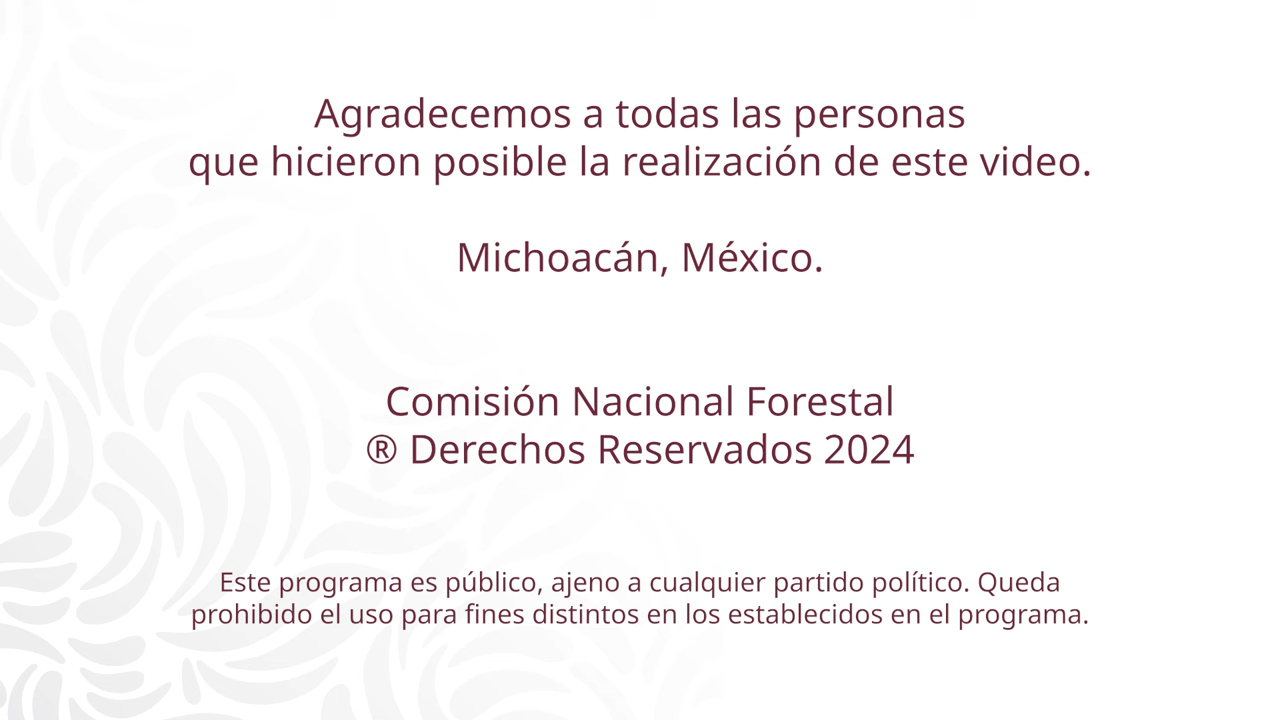 Agradecemos a todas las personas
que hicieron posible la realización de este video.
Michoacán, México.
Comisión Nacional Forestal
® Derechos Reservados 2024
Este programa es público, ajeno a cualquier partido político. Queda
prohibido el uso para fines distintos en los establecidos en el programa.